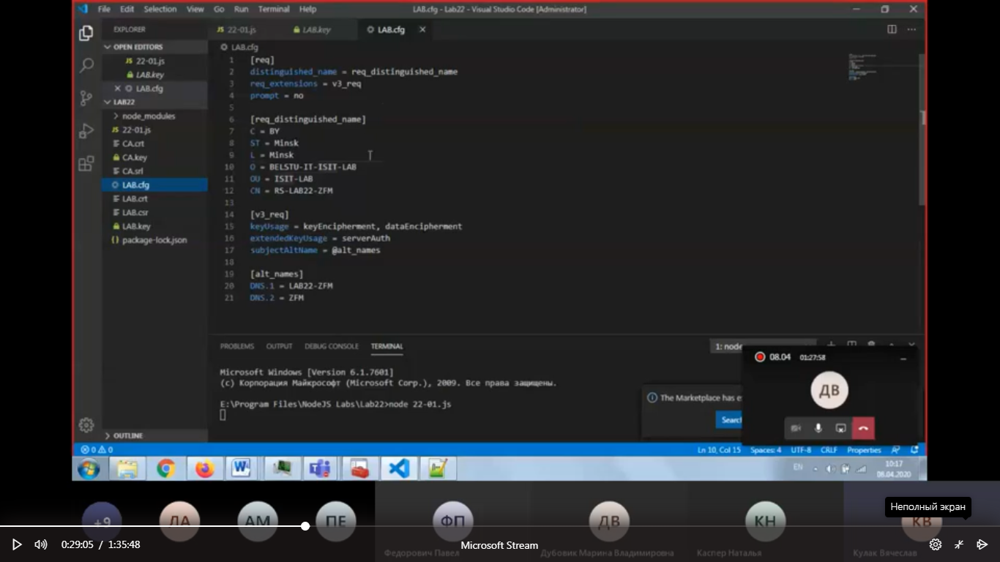 File Edit Selection View Go Run Terminal Help LAB.cfg - Lab22 - Visual Studio Code [Administrator]
EXPLORER
OPEN EDITORS
JS 22-01.js
LAB.key
LAB.cfg
LAB22
node_modules
JS 22-01.js
CA.crt
CA.key
CA.srl
LAB.cfg
LAB.crt
LAB.csr
LAB.key
{} package-lock.json
OUTLINE
JS 22-01.js LAB.key LAB.cfg
LAB.cfg
1 [req]
2 distinguished_name = req_distinguished_name
3 req_extensions = v3_req
4 prompt = no
5
6 [req_distinguished_name]
7 C = BY
8 ST = Minsk
9 L = Minsk
10 O = BELSTU-IT-ISIT-LAB
11 OU = ISIT-LAB
12 CN = RS-LAB22-ZFM
13
14 [v3_req]
15 keyUsage = keyEncipherment, dataEncipherment
16 extendedKeyUsage = serverAuth
17 subjectAltName = @alt_names
18
19 [alt_names]
20 DNS.1 = LAB22-ZFM
21 DNS.2 = ZFM
PROBLEMS OUTPUT DEBUG CONSOLE TERMINAL 1: node
Microsoft Windows [Version 6.1.7601]
(c) Корпорация Майкрософт (Microsoft Corp.), 2009. Все права защищены.
E:\Program Files\NodeJS Labs\Lab22>node 22-01.js
The Marketplace has
Search
08.04 01:27:58
ДВ
0 0 Ln 10, Col 15 Spaces: 4 UTF-8 CRLF Properties
EN 10:17
+9 ЛА АМ ПЕ ФП ДВ КН КВ
Неполный экран
Федорович Павел Дубовик Марина Владимировна Каспер Наталья Кулак Вячеслав
0:29:05 / 1:35:48 Microsoft Stream